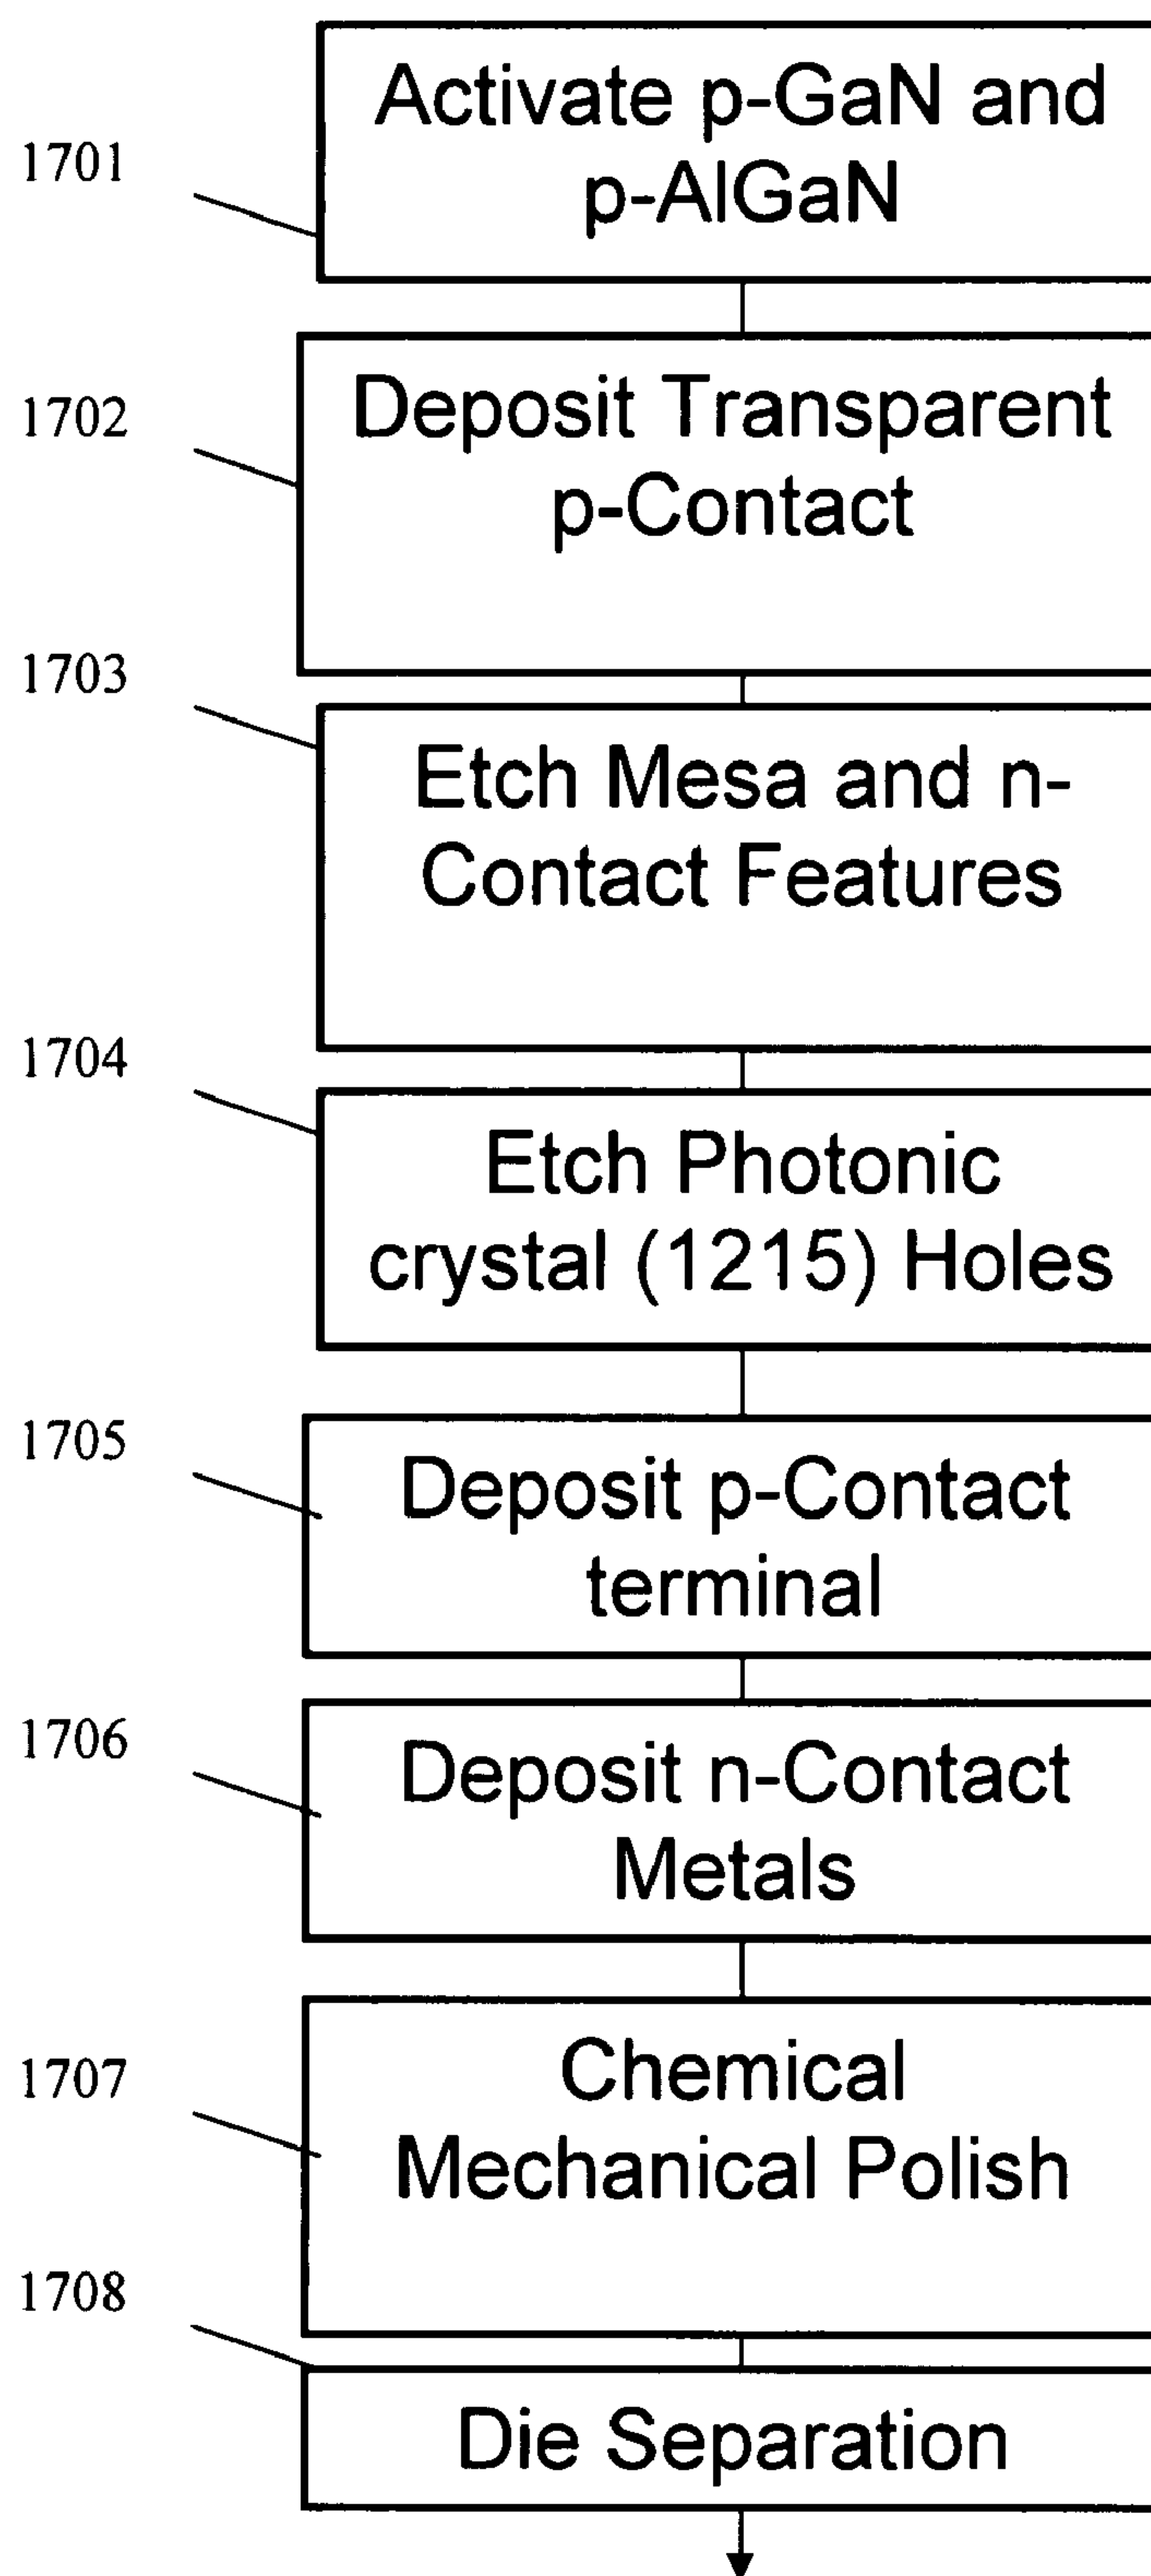 1701
Activate p-GaN and
p-AlGaN
1702
Deposit Transparent
p-Contact
1703
Etch Mesa and n-
Contact Features
1704
Etch Photonic
crystal (1215) Holes
1705
Deposit p-Contact
terminal
1706
Deposit n-Contact
Metals
1707
Chemical
Mechanical Polish
1708
Die Separation